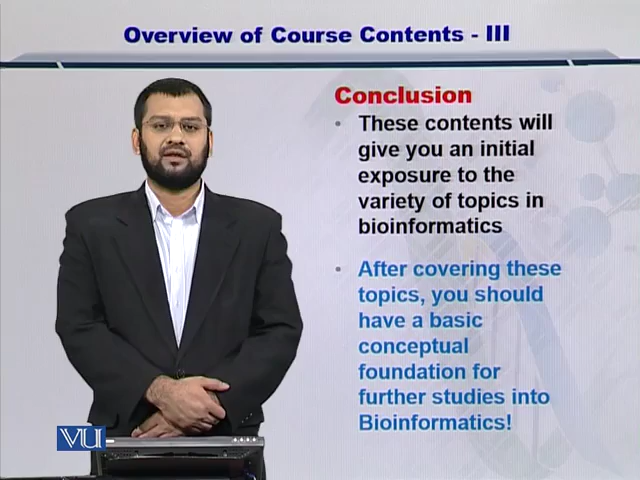 Overview of Course Contents - III
Conclusion
• These contents will
give you an initial
exposure to the
variety of topics in
bioinformatics
• After covering these
topics, you should
have a basic
conceptual
foundation for
further studies into
Bioinformatics!
VU